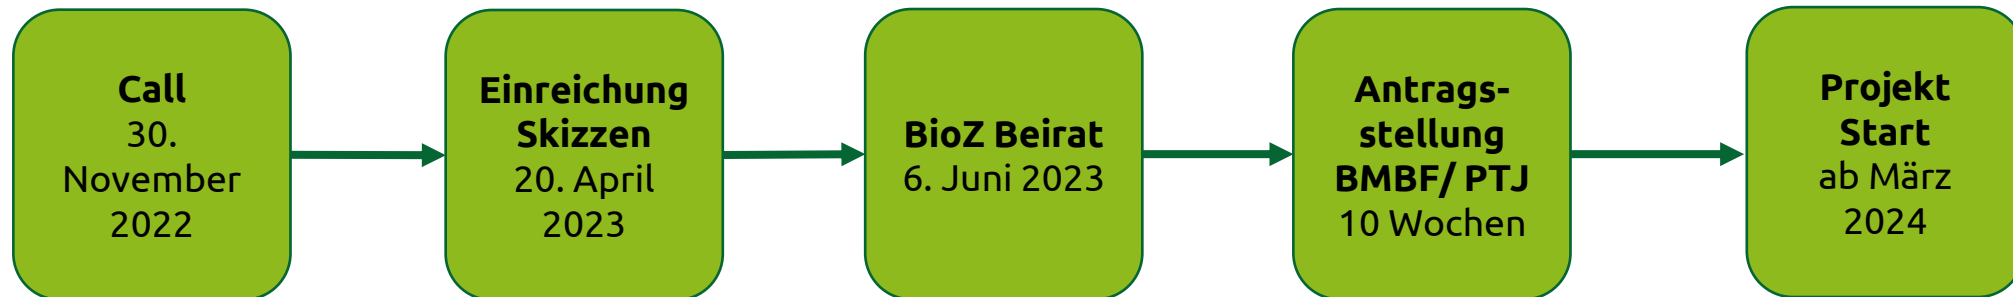 Call
30.
November
2022
Einreichung
Skizzen
20. April
2023
BioZ Beirat
6. Juni 2023
Antrags-
stellung
BMBF/ PTJ
10 Wochen
Projekt
Start
ab März
2024